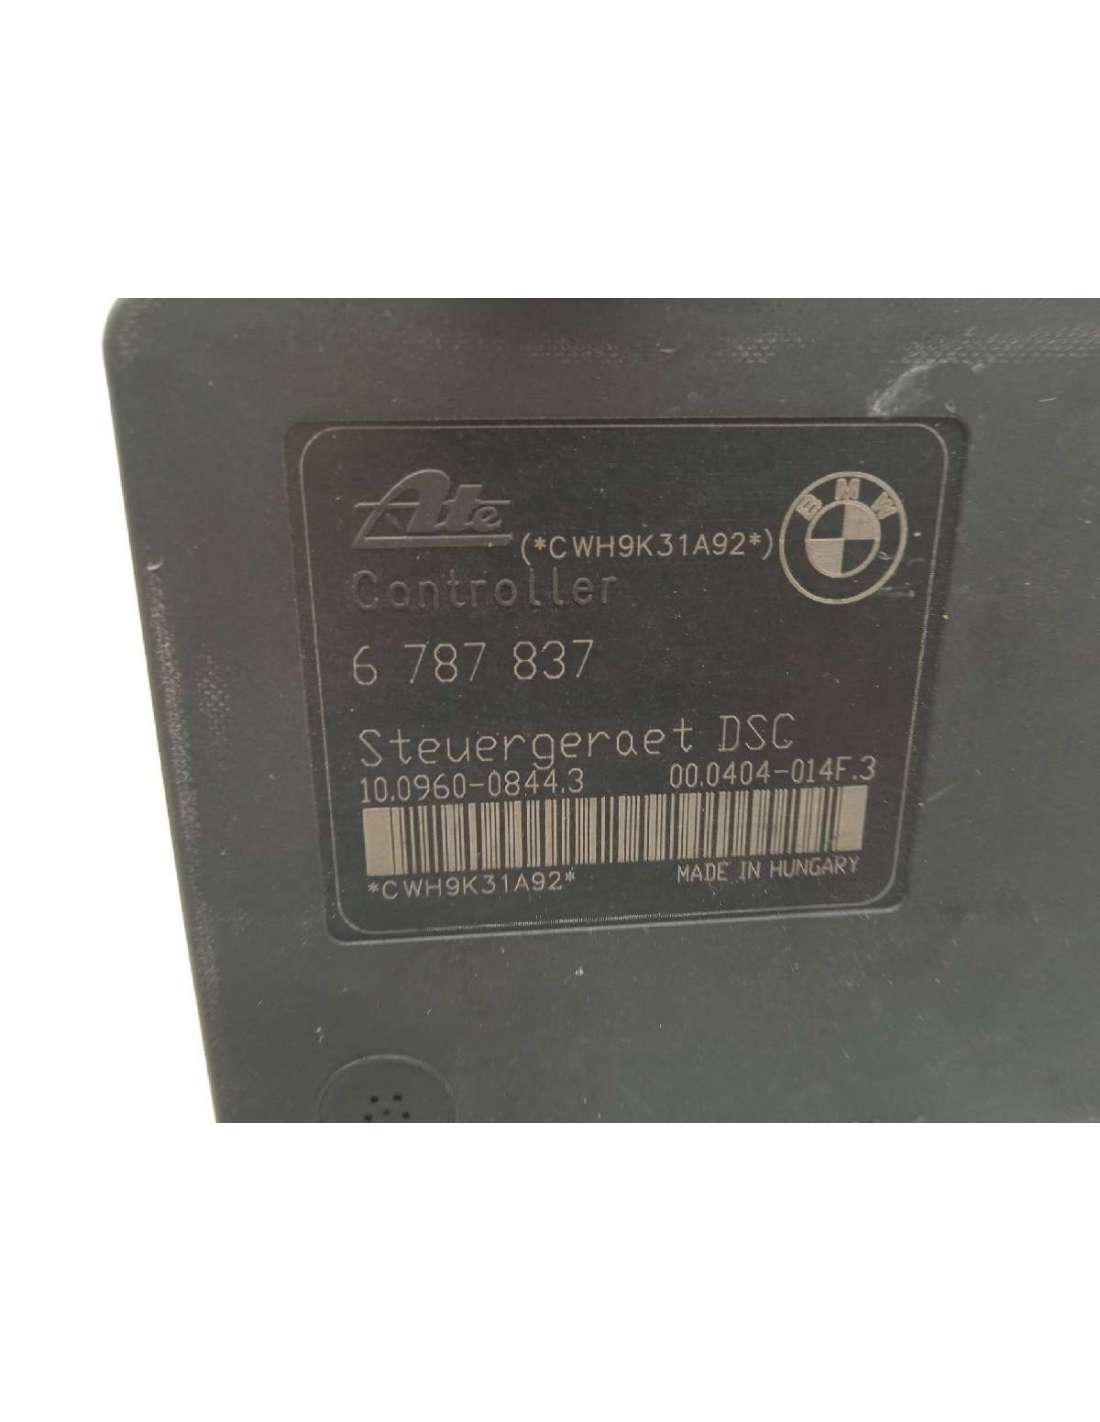 Ate
(*CWH9K31A92*)
BMW
Controller
6 787 837
Steuergeraet DSC
10.0960-0844.3 00.0404-014F.3
*CWH9K31A92* MADE IN HUNGARY